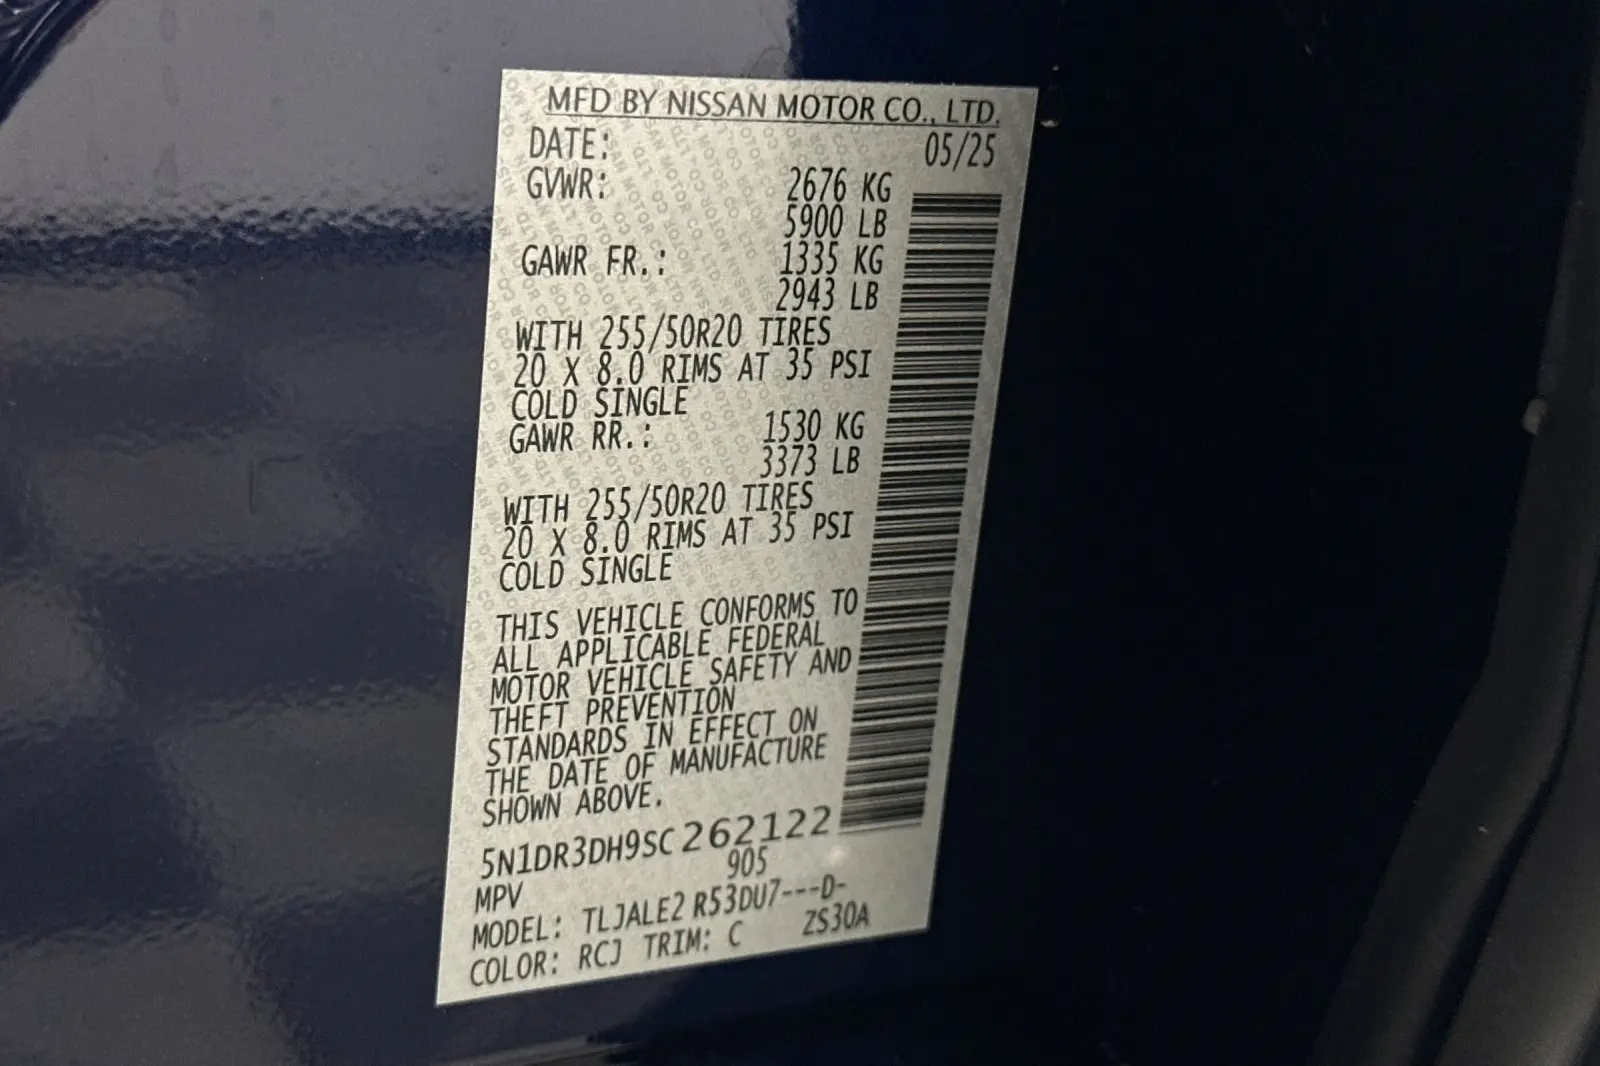 MFD BY NISSAN MOTOR CO., LTD.
DATE: 05/25
GVWR: 2676 KG
5900 LB
GAWR FR.: 1335 KG
2943 LB
WITH 255/50R20 TIRES
20 X 8.0 RIMS AT 35 PSI
COLD SINGLE
GAWR RR.: 1530 KG
3373 LB
WITH 255/50R20 TIRES
20 X 8.0 RIMS AT 35 PSI
COLD SINGLE
THIS VEHICLE CONFORMS TO
ALL APPLICABLE FEDERAL
MOTOR VEHICLE SAFETY AND
THEFT PREVENTION
STANDARDS IN EFFECT ON
THE DATE OF MANUFACTURE
SHOWN ABOVE.
5N1DR3DH9SC262122
905
MPV
MODEL: TLJALE2 R53DU7---D-
COLOR: RCJ TRIM: C ZS30A